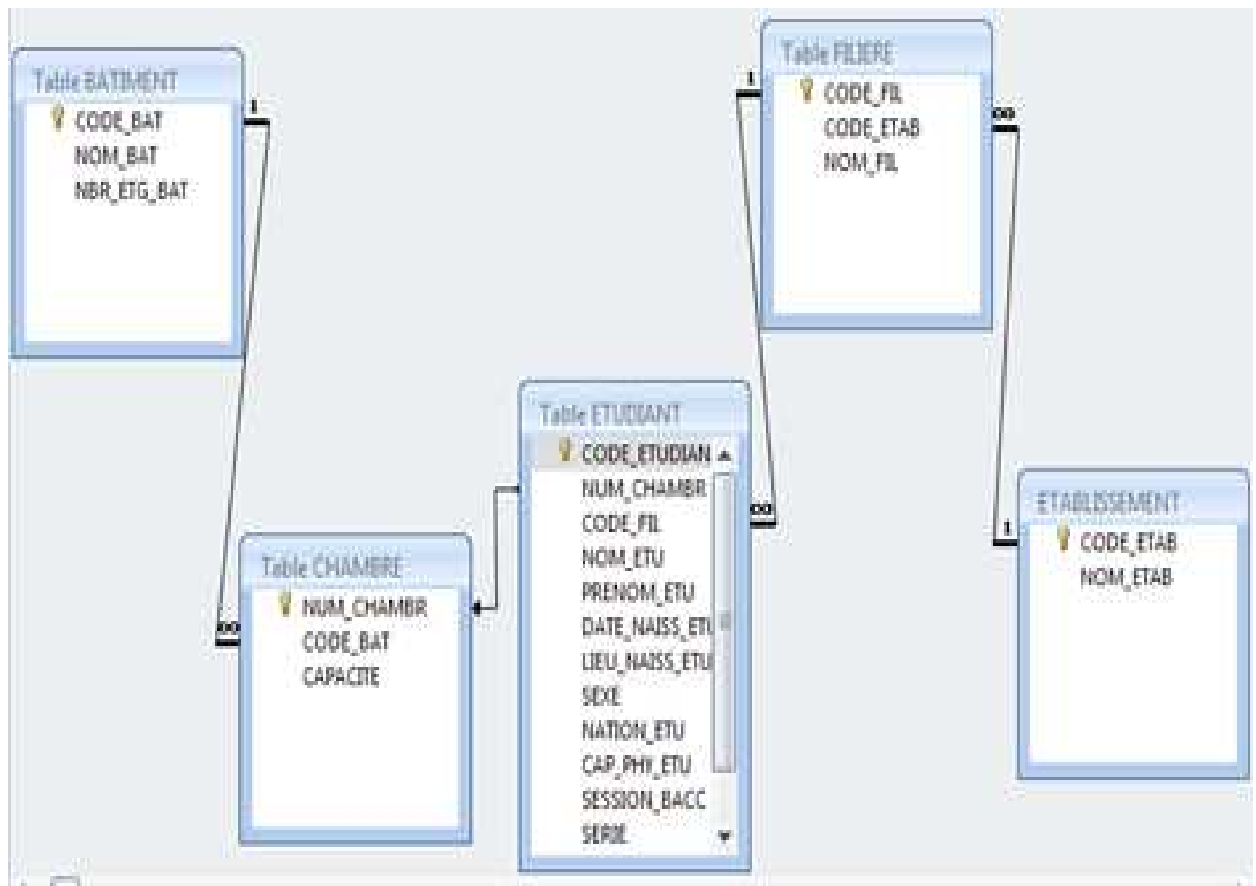 Table BATIMENT
CODE_BAT
NOM_BAT
NBR_ETG_BAT
1
∞
Table FILIERE
CODE_FIL
CODE_ETAB
NOM_FIL
1
∞
Table ETUDIANT
CODE_ETUDIAN
NUM_CHAMBR
CODE_FIL
NOM_ETU
PRENOM_ETU
DATE_NAISS_ETU
LIEU_NAISS_ETU
SEXE
NATION_ETU
CAP_PHY_ETU
SESSION_BACC
SERIE
∞
Table CHAMBRE
NUM_CHAMBR
CODE_BAT
CAPACITE
ETABLISSEMENT
CODE_ETAB
NOM_ETAB
1